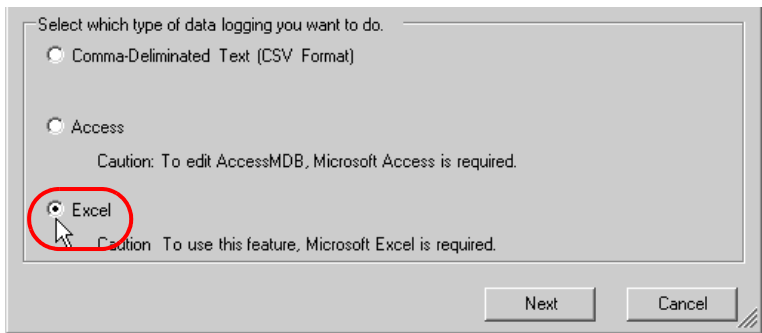 Select which type of data logging you want to do.
Comma-Deliminated Text (CSV Format)
Access
Caution: To edit AccessMDB, Microsoft Access is required.
Excel
Caution To use this feature, Microsoft Excel is required.
Next Cancel